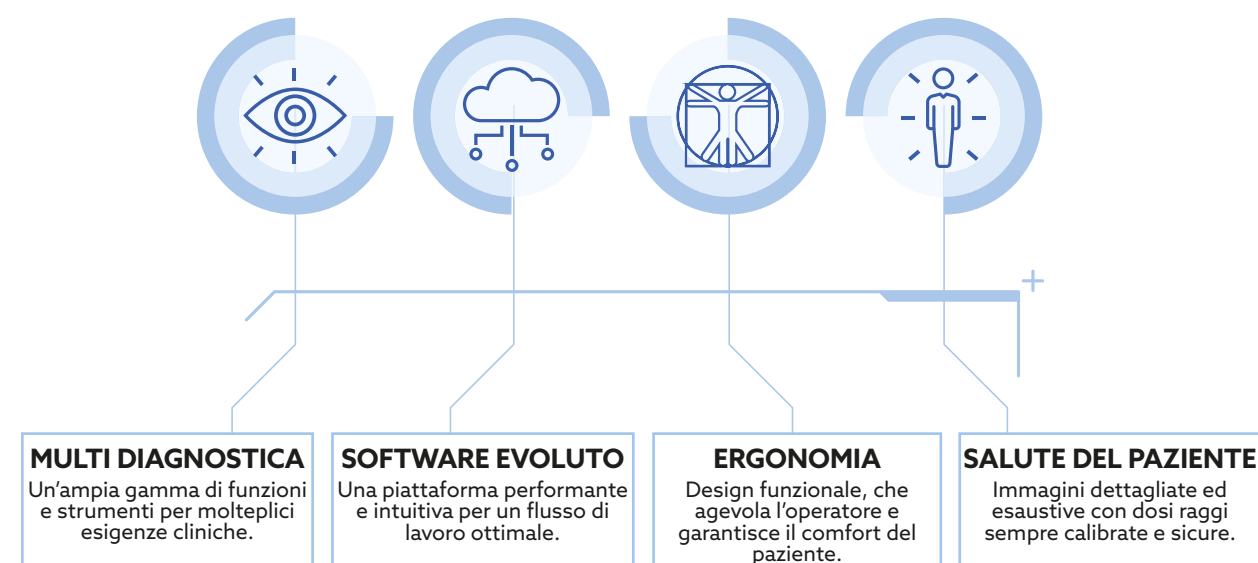 MULTI DIAGNOSTICA
Un'ampia gamma di funzioni
e strumenti per molteplici
esigenze cliniche.
SOFTWARE EVOLUTO
Una piattaforma performante
e intuitiva per un flusso di
lavoro ottimale.
ERGONOMIA
Design funzionale, che
agevola l'operatore e
garantisce il comfort del
paziente.
SALUTE DEL PAZIENTE
Immagini dettagliate ed
esaustive con dosi raggi
sempre calibrate e sicure.